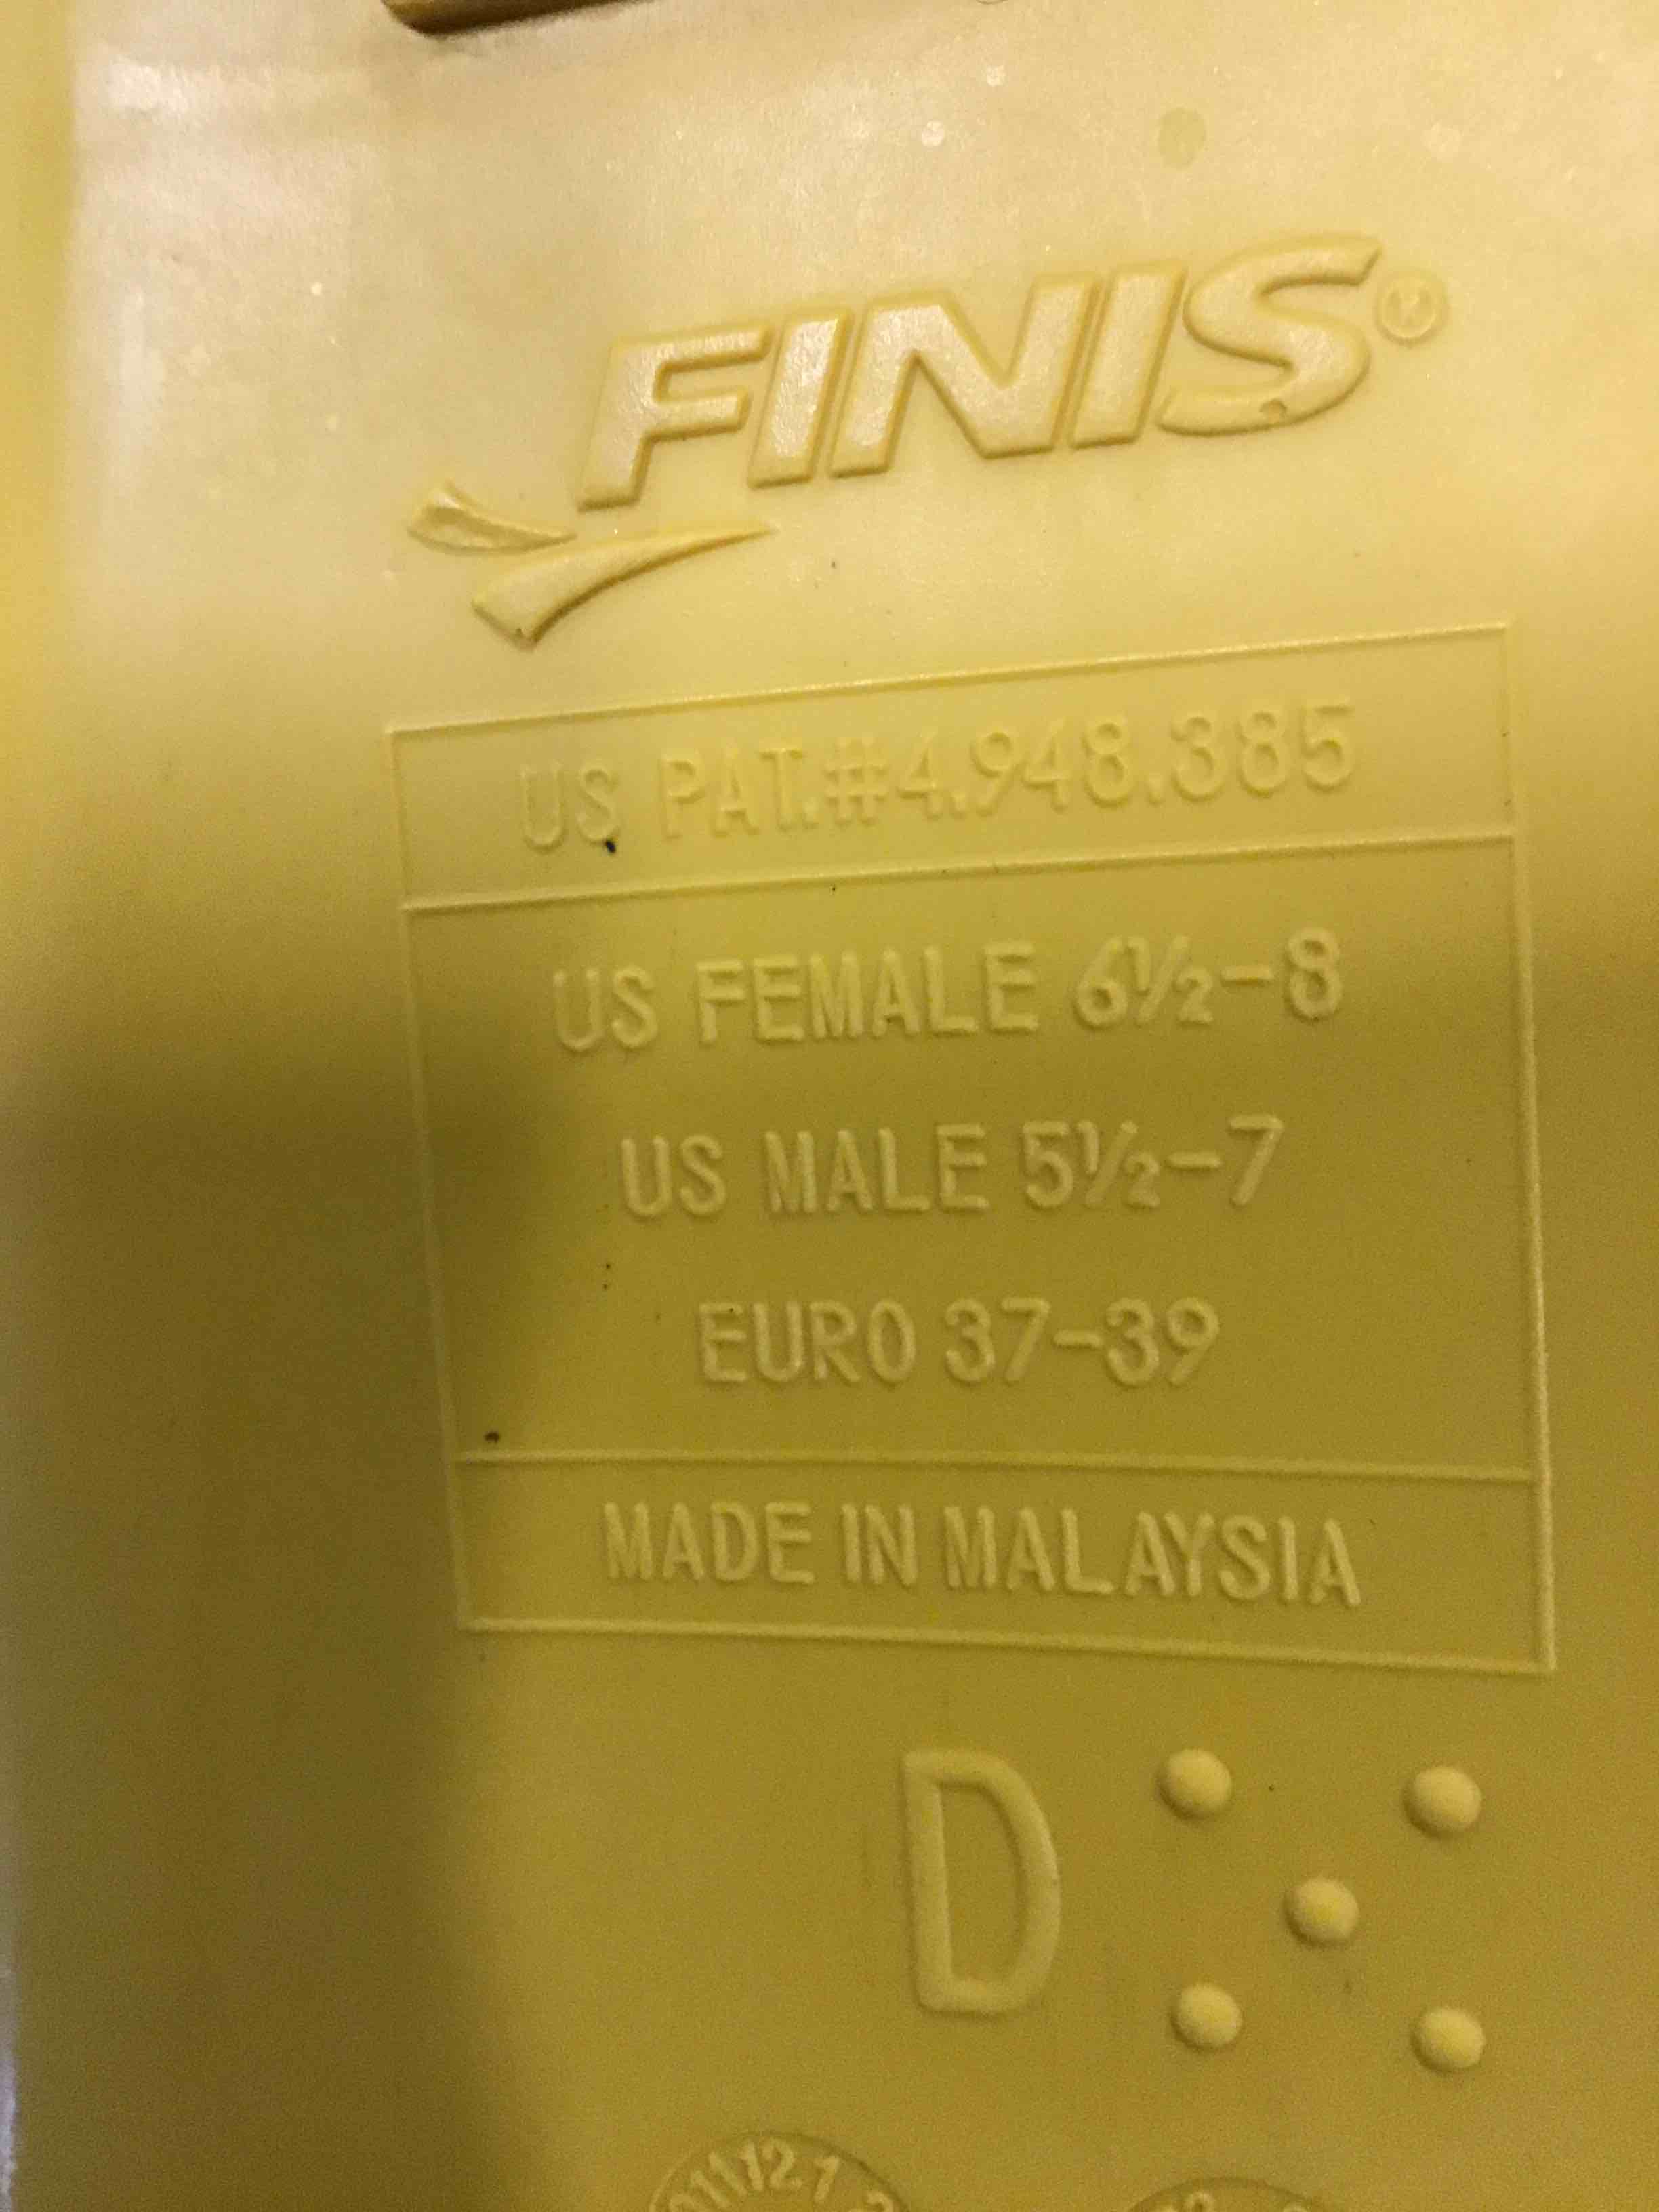 FINIS®
US PAT.#4.948.385
US FEMALE 6½-8
US MALE 5½-7
EURO 37-39
MADE IN MALAYSIA
D